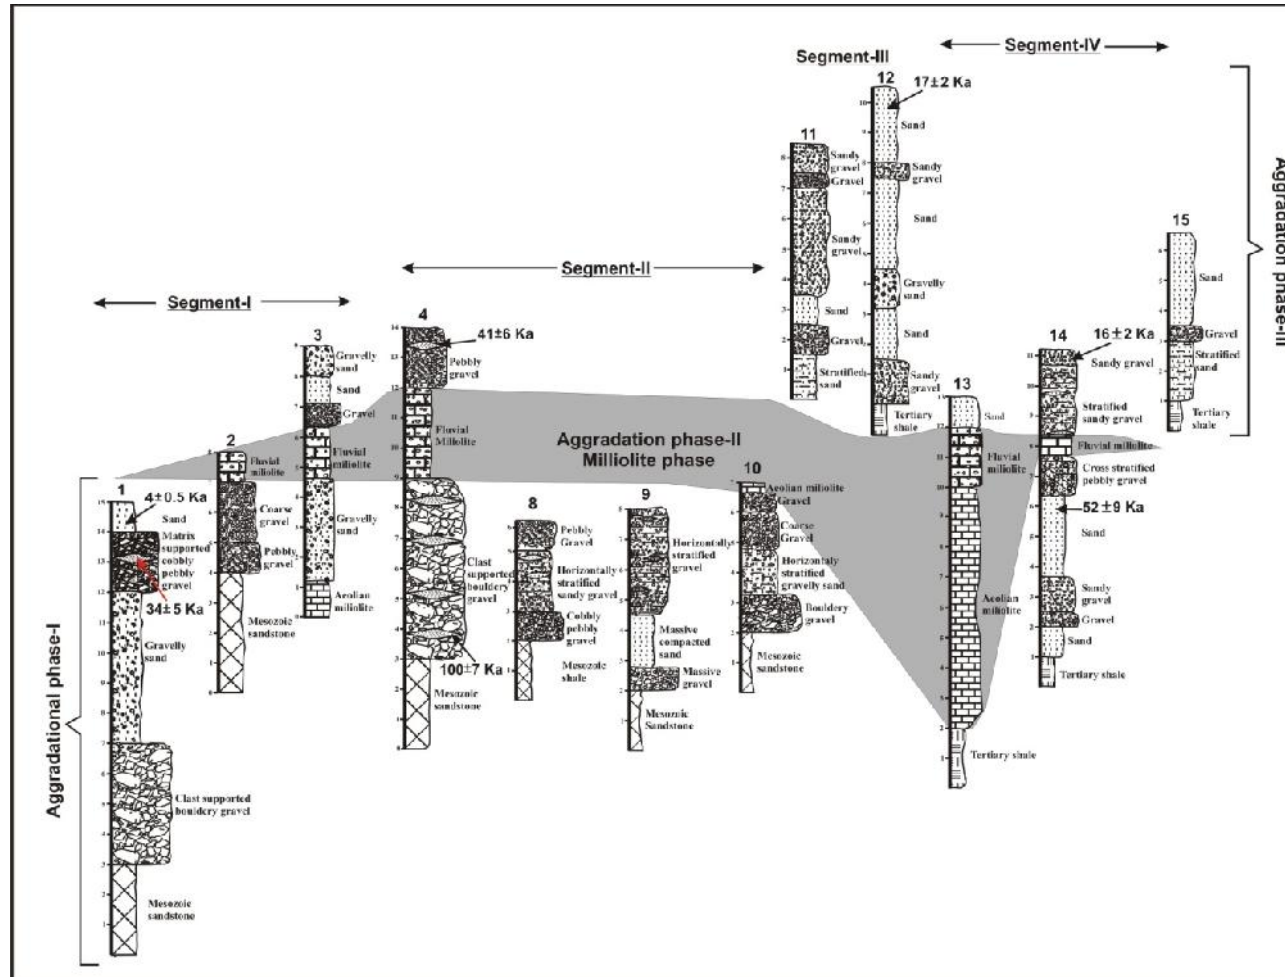 Segment-IV
Segment-III
12
17±2 Ka
Sand
Sandy
gravel
Sand
Gravelly
sand
Sand
Sandy
gravel
Tertiary
shale
11
Sandy
gravel
Gravel
Sandy
gravel
Sand
Gravel
Stratified
sand
15
Sand
Gravel
Stratified
sand
Tertiary
shale
Aggradation phase-III
Segment-II
Segment-I
3
Gravelly
sand
Sand
Gravel
Fluvial
miliolite
Gravelly
sand
Aeolian
miliolite
4
41±6 Ka
Pebbly
gravel
Fluvial
Miliolite
Clast
supported
bouldery
gravel
100±7 Ka
Mesozoic
sandstone
Aggradation phase-II
Milliolite phase
14
16±2 Ka
Sandy gravel
Stratified
sandy gravel
Fluvial miliolite
Cross stratified
pebbly gravel
52±9 Ka
Sand
Sandy
gravel
Gravel
Sand
Tertiary shale
13
Sand
Fluvial
miliolite
Aeolian
miliolite
Tertiary shale
2
Fluvial
miliolite
Coarse
gravel
Pebbly
gravel
Mesozoic
sandstone
1
4±0.5 Ka
Sand
Matrix
supported
cobbly
pebbly
gravel
34±5 Ka
Gravelly
sand
Clast supported
bouldery gravel
Mesozoic
sandstone
Aggradational phase-I
8
Pebbly
Gravel
Horizontally
stratified
sandy gravel
Cobbly
pebbly
gravel
Mesozoic
shale
9
Horizontally
stratified
gravel
Massive
compacted
sand
Massive
gravel
Mesozoic
Sandstone
10
Aeolian miliolite
Gravel
Coarse
Gravel
Horizontally
stratified
gravelly sand
Bouldery
gravel
Mesozoic
sandstone